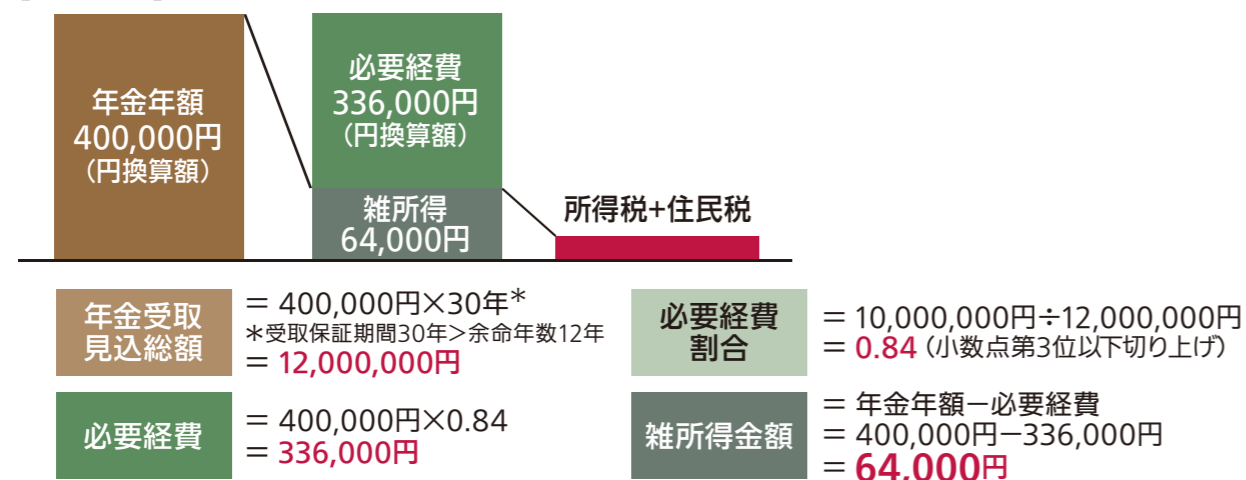 年金年額
400,000円
（円換算額）
必要経費
336,000円
（円換算額）
雑所得
64,000円
所得税+住民税
年金受取
見込総額
＝ 400,000円×30年＊
＊受取保証期間30年＞余命年数12年
＝ 12,000,000円
必要経費
割合
＝ 10,000,000円÷12,000,000円
＝ 0.84（小数点第3位以下切り上げ）
必要経費
＝ 400,000円×0.84
＝ 336,000円
雑所得金額
＝ 年金年額－必要経費
＝ 400,000円－336,000円
＝ 64,000円